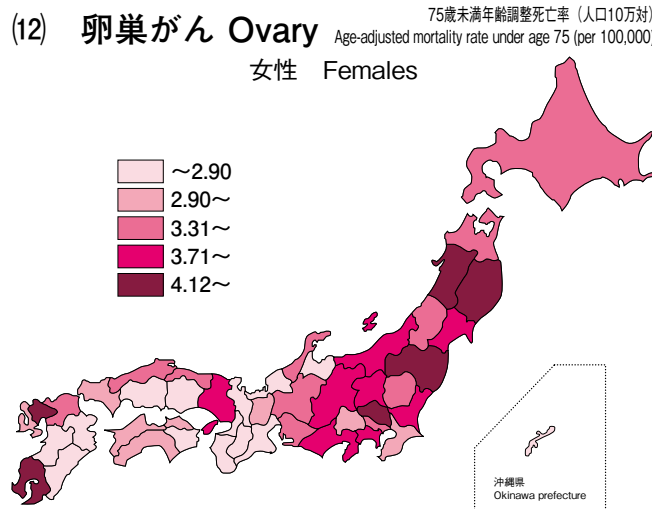 ⑿ 卵巣がん Ovary
75歳未満年齢調整死亡率（人口10万対）
Age-adjusted mortality rate under age 75 (per 100,000)
女性 Females
～2.90
2.90～
3.31～
3.71～
4.12～
沖縄県
Okinawa prefecture